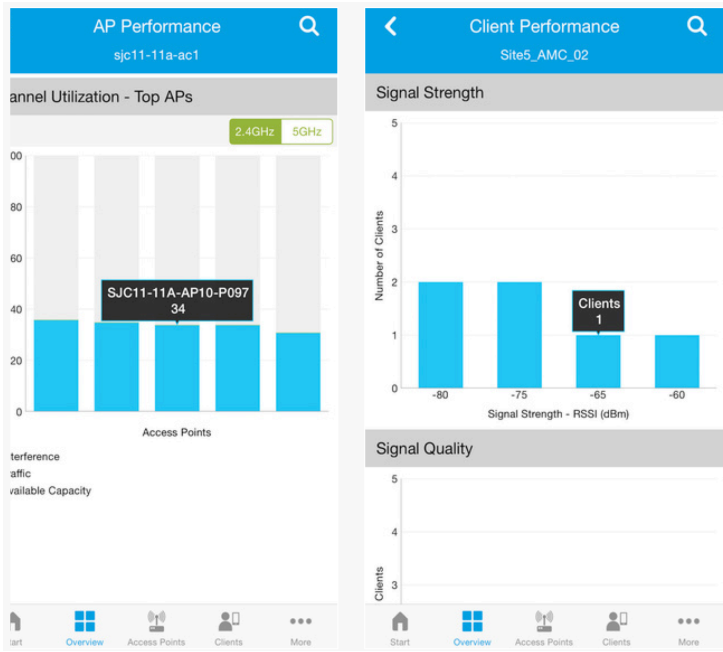 AP Performance
sjc11-11a-ac1
annel Utilization - Top APs
2.4GHz 5GHz
00
80
60
40
20
0
SJC11-11A-AP10-P097
34
Access Points
terference
affic
vailable Capacity
art Overview Access Points Clients More
Client Performance
Site5_AMC_02
Signal Strength
Number of Clients
5
4
3
2
1
0
Clients
1
-80 -75 -65 -60
Signal Strength - RSSI (dBm)
Signal Quality
Clients
5
4
3
Start Overview Access Points Clients More